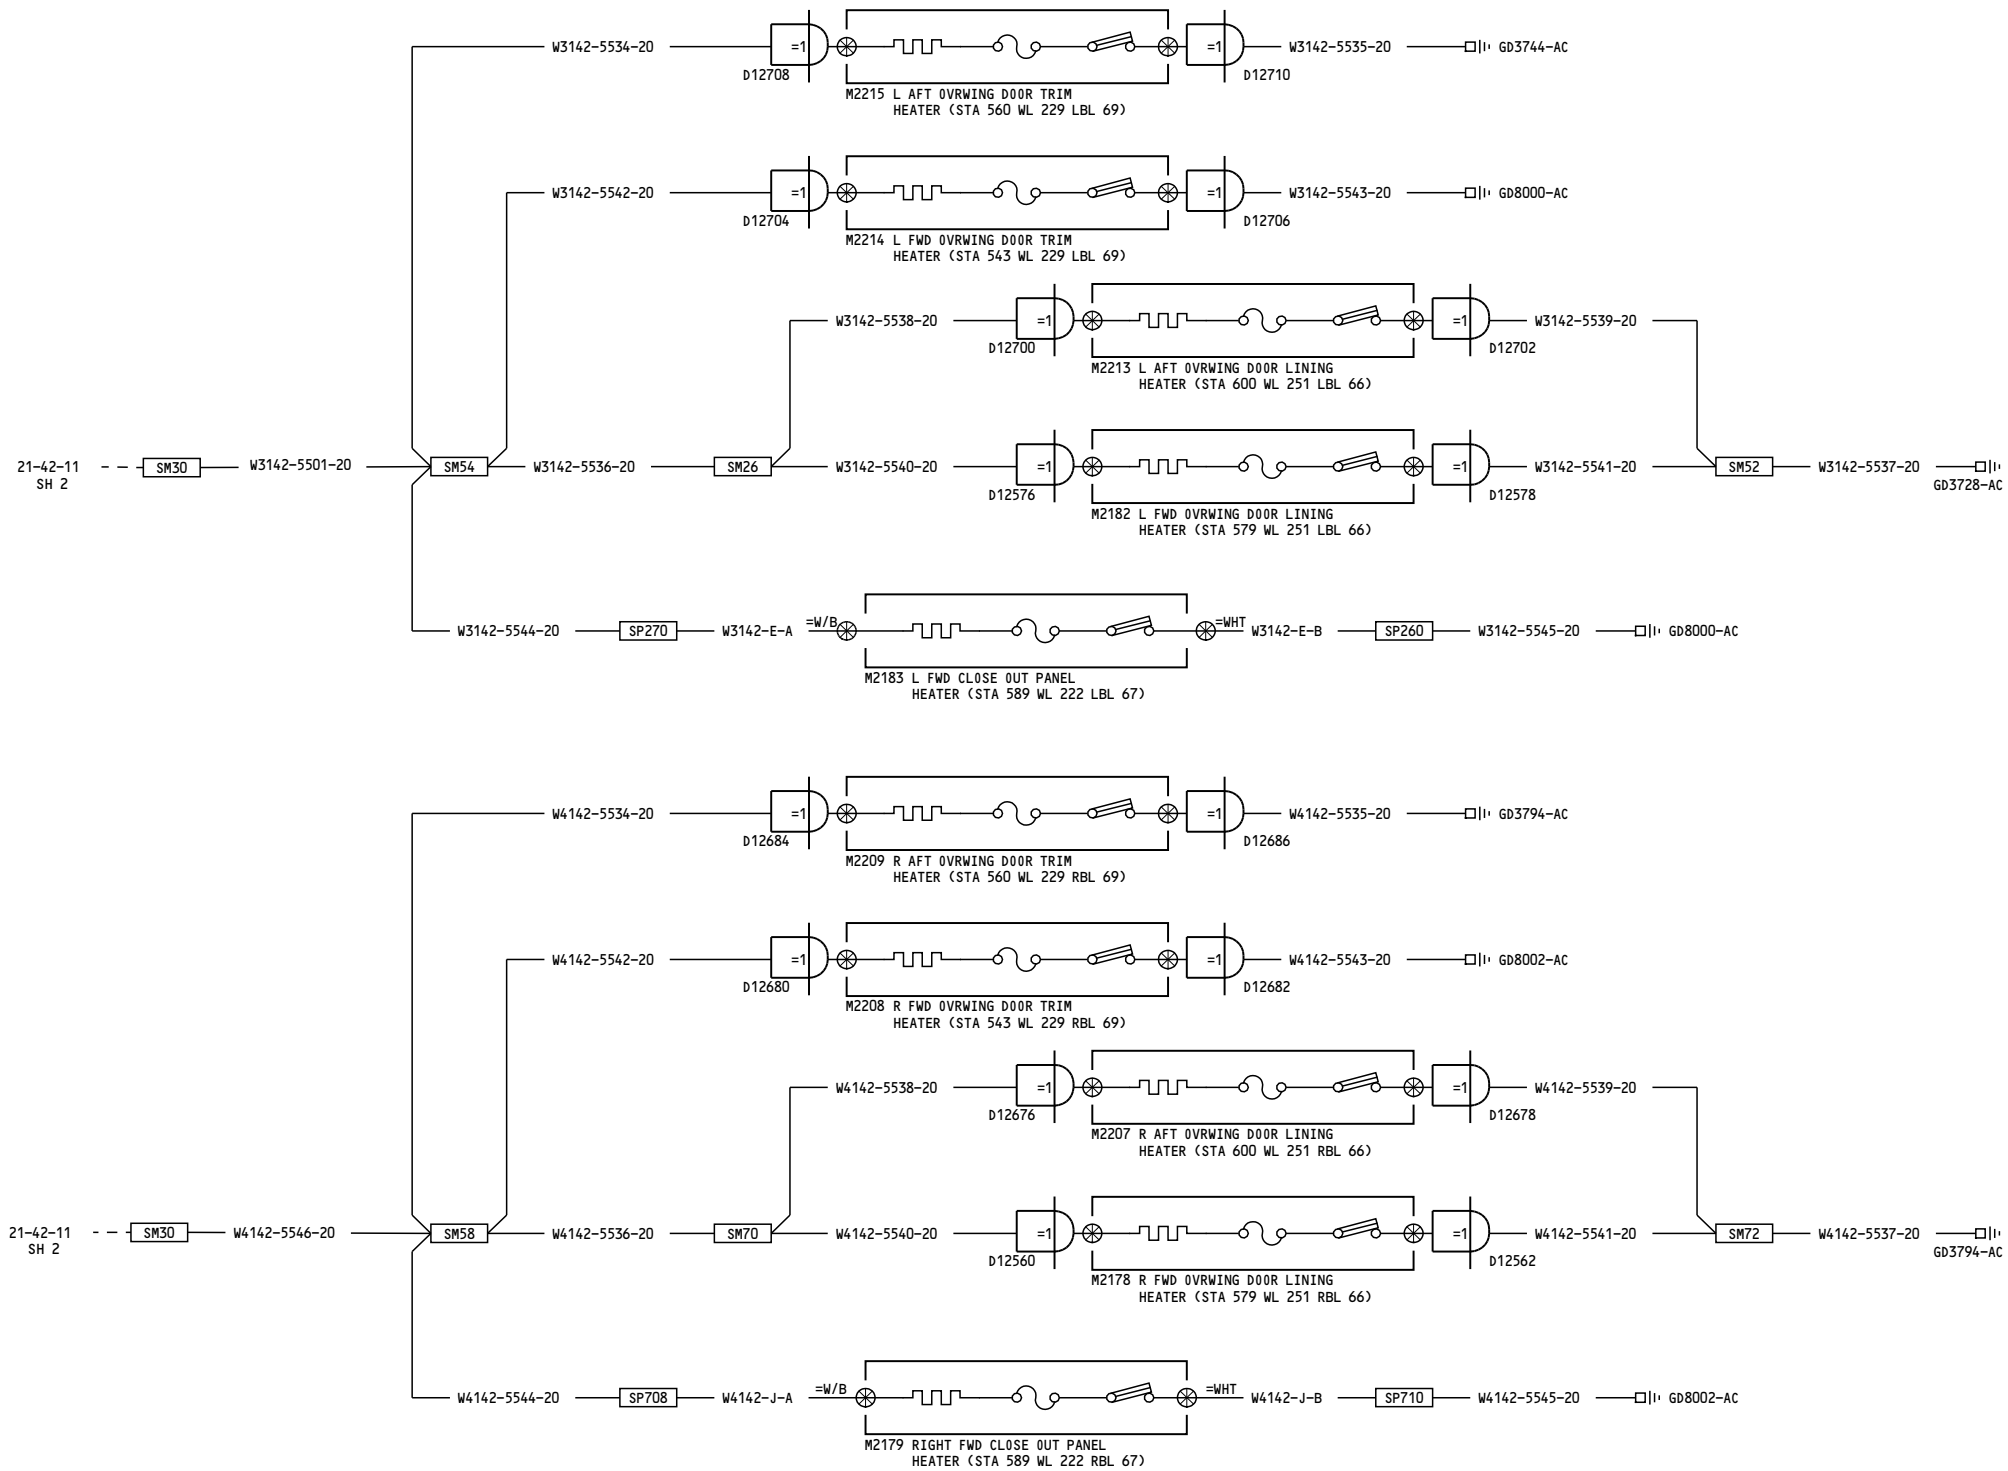 W3142-5534-20 =1 =1 W3142-5535-20 GD3744-AC
D12708 D12710
M2215 L AFT OVRWING DOOR TRIM
HEATER (STA 560 WL 229 LBL 69)
W3142-5542-20 =1 =1 W3142-5543-20 GD8000-AC
D12704 D12706
M2214 L FWD OVRWING DOOR TRIM
HEATER (STA 543 WL 229 LBL 69)
W3142-5538-20 =1 =1 W3142-5539-20
D12700 D12702
M2213 L AFT OVRWING DOOR LINING
HEATER (STA 600 WL 251 LBL 66)
21-42-11 SM30 W3142-5501-20 SM54 W3142-5536-20 SM26 W3142-5540-20 =1 =1 W3142-5541-20 SM52 W3142-5537-20
SH 2 D12576 D12578 GD3728-AC
M2182 L FWD OVRWING DOOR LINING
HEATER (STA 579 WL 251 LBL 66)
W3142-5544-20 SP270 W3142-E-A =W/B =WHT W3142-E-B SP260 W3142-5545-20 GD8000-AC
M2183 L FWD CLOSE OUT PANEL
HEATER (STA 589 WL 222 LBL 67)
W4142-5534-20 =1 =1 W4142-5535-20 GD3794-AC
D12684 D12686
M2209 R AFT OVRWING DOOR TRIM
HEATER (STA 560 WL 229 RBL 69)
W4142-5542-20 =1 =1 W4142-5543-20 GD8002-AC
D12680 D12682
M2208 R FWD OVRWING DOOR TRIM
HEATER (STA 543 WL 229 RBL 69)
W4142-5538-20 =1 =1 W4142-5539-20
D12676 D12678
M2207 R AFT OVRWING DOOR LINING
HEATER (STA 600 WL 251 RBL 66)
21-42-11 SM30 W4142-5546-20 SM58 W4142-5536-20 SM70 W4142-5540-20 =1 =1 W4142-5541-20 SM72 W4142-5537-20
SH 2 D12560 D12562 GD3794-AC
M2178 R FWD OVRWING DOOR LINING
HEATER (STA 579 WL 251 RBL 66)
W4142-5544-20 SP708 W4142-J-A =W/B =WHT W4142-J-B SP710 W4142-5545-20 GD8002-AC
M2179 RIGHT FWD CLOSE OUT PANEL
HEATER (STA 589 WL 222 RBL 67)